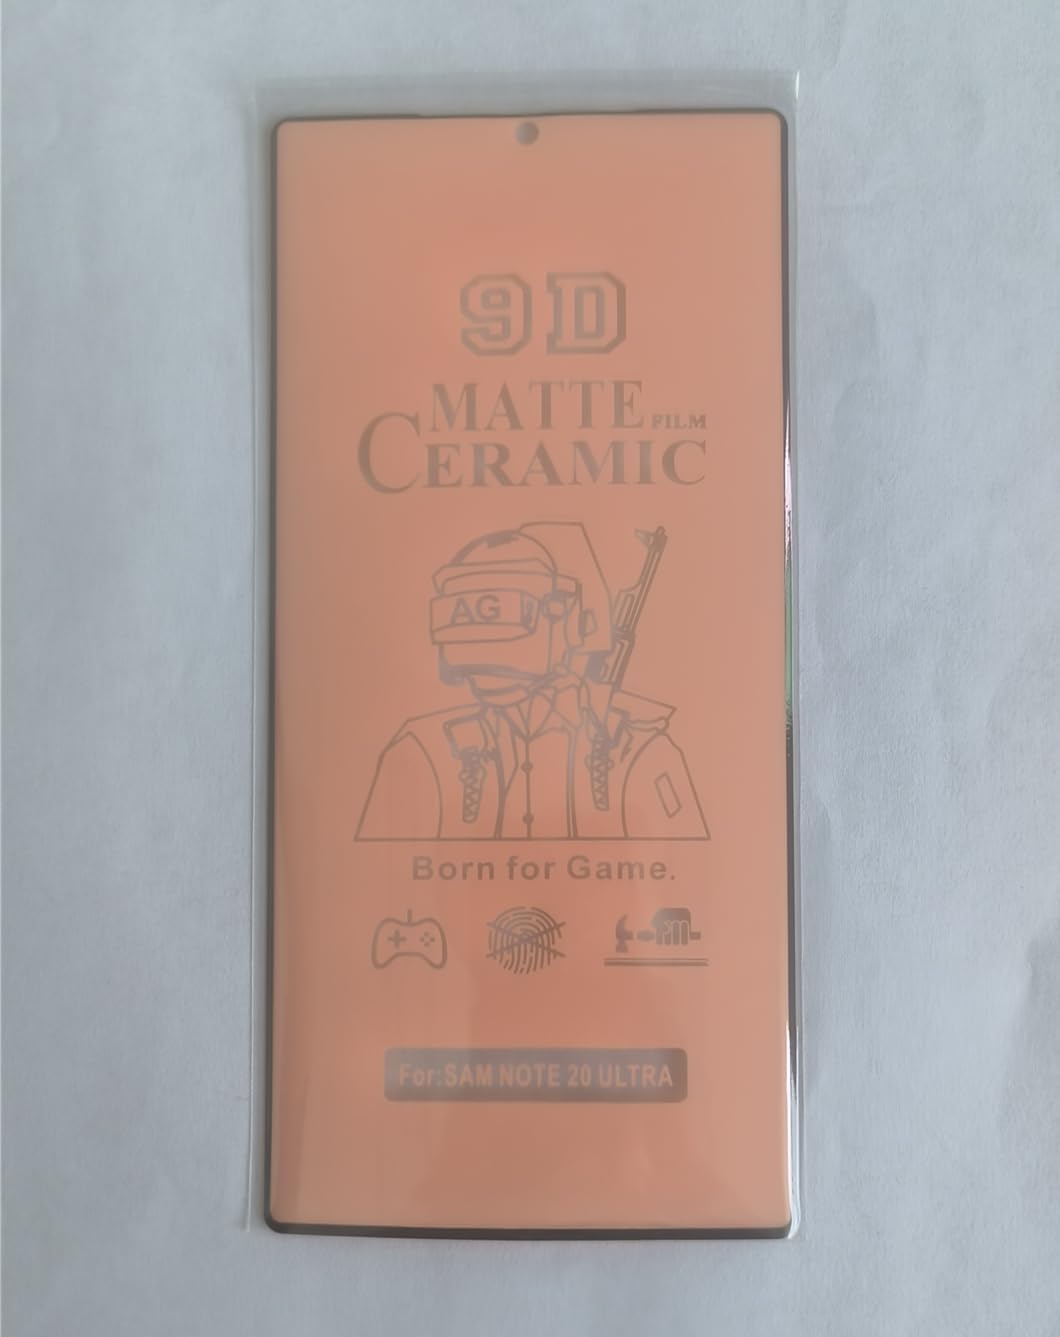 9D
MATTE FILM
CERAMIC
AG
Born for Game.
For:SAM NOTE 20 ULTRA